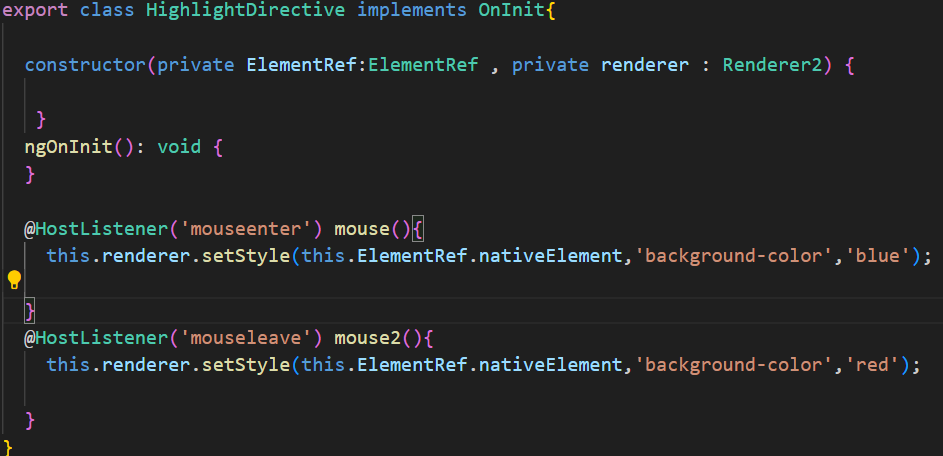 export class HighlightDirective implements OnInit{
constructor(private ElementRef:ElementRef , private renderer : Renderer2) {
}
ngOnInit(): void {
}
@HostListener('mouseenter') mouse(){
this.renderer.setStyle(this.ElementRef.nativeElement,'background-color','blue');
}
@HostListener('mouseleave') mouse2(){
this.renderer.setStyle(this.ElementRef.nativeElement,'background-color','red');
}
}